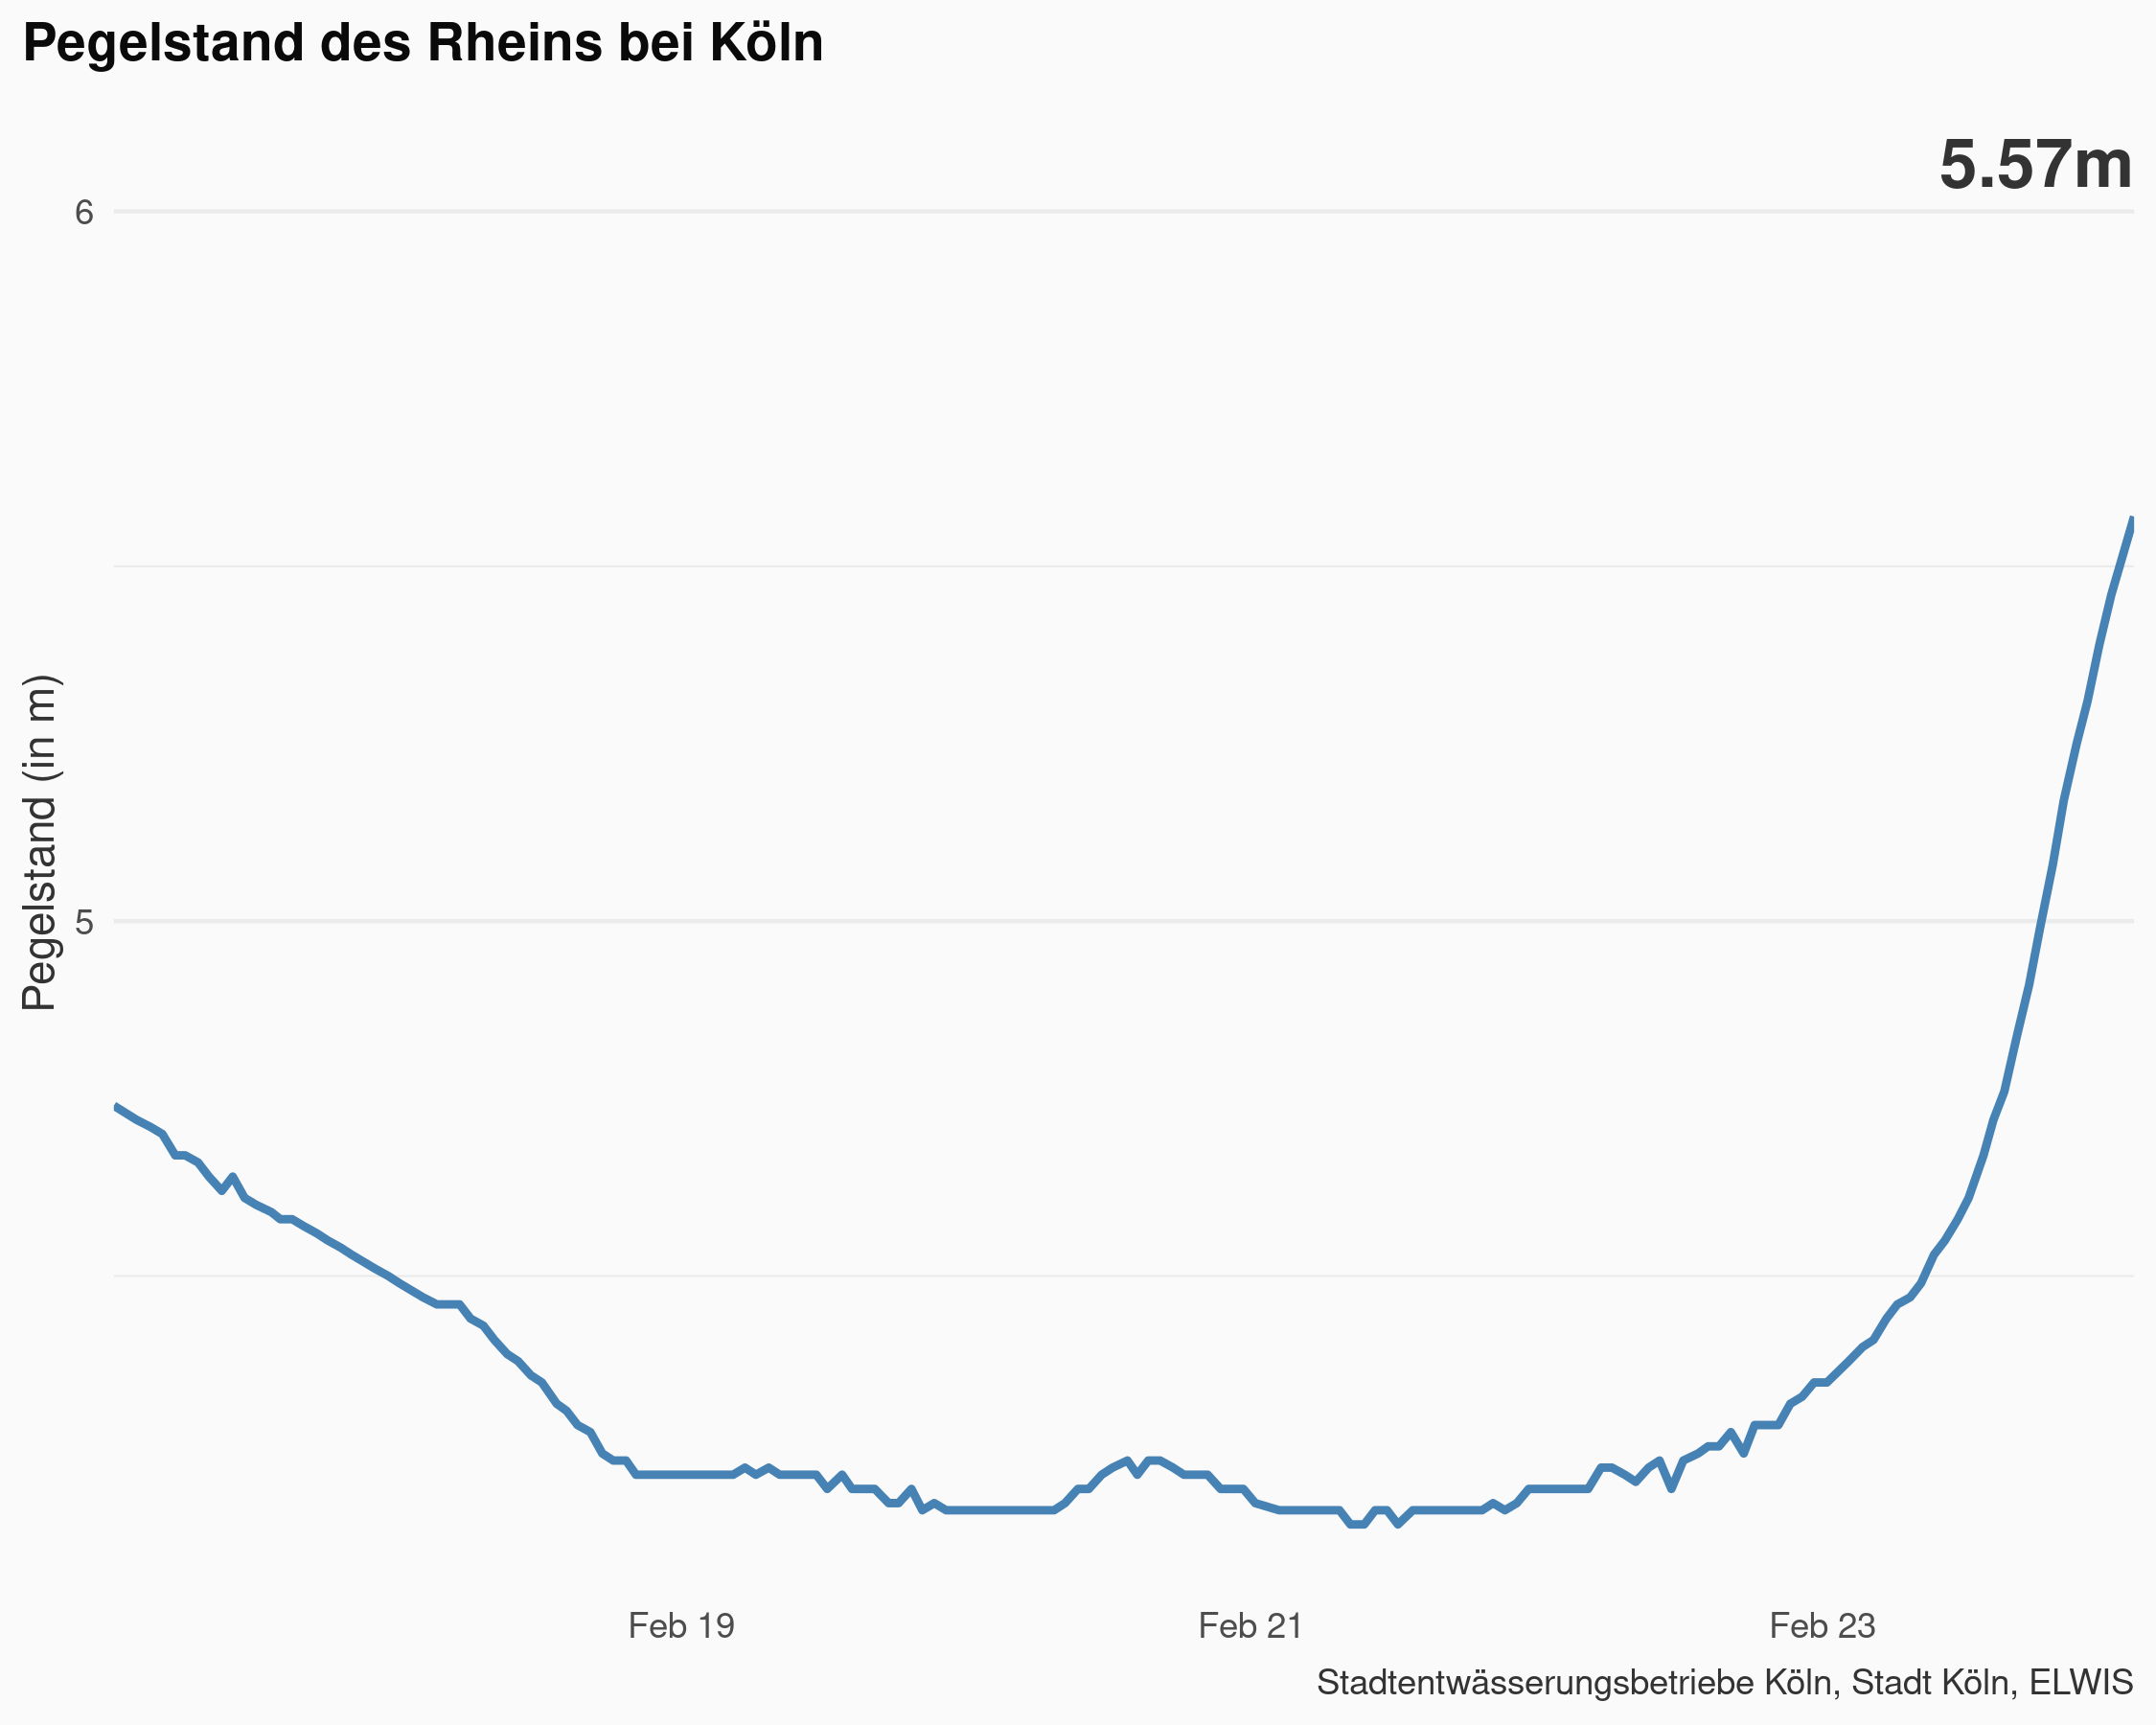 Pegelstand des Rheins bei Köln
5.57m
6
Pegelstand (in m)
5
Feb 19
Feb 21
Feb 23
Stadtentwässerungsbetriebe Köln, Stadt Köln, ELWIS